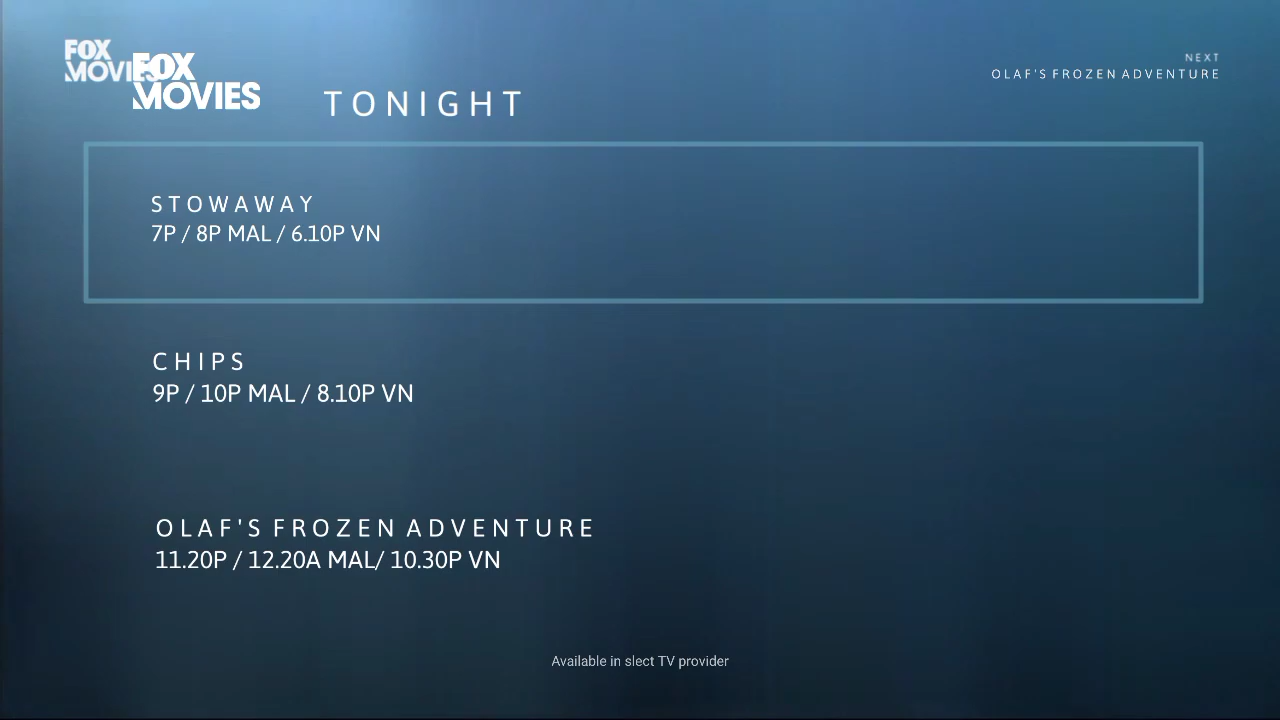 FOX
MOVIES
FOX
MOVIES
TONIGHT
NEXT
OLAF'S FROZEN ADVENTURE
STOWAWAY
7P / 8P MAL / 6.10P VN
CHIPS
9P / 10P MAL / 8.10P VN
OLAF'S FROZEN ADVENTURE
11.20P / 12.20A MAL/ 10.30P VN
Available in slect TV provider